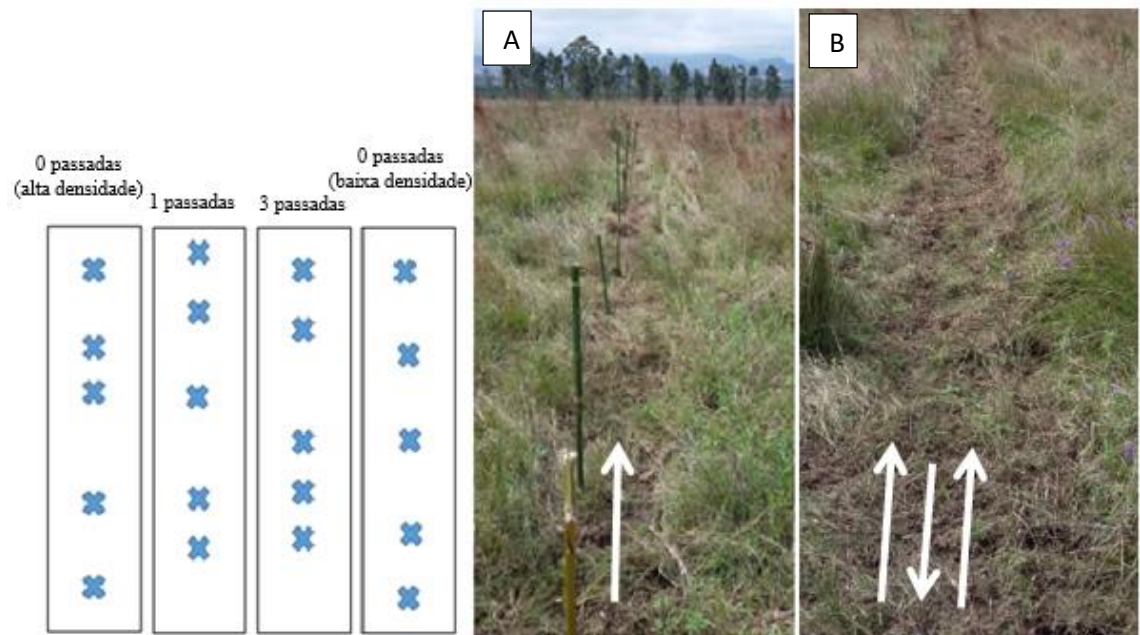 0 passadas
(alta densidade)
1 passadas
3 passadas
0 passadas
(baixa densidade)
A
B